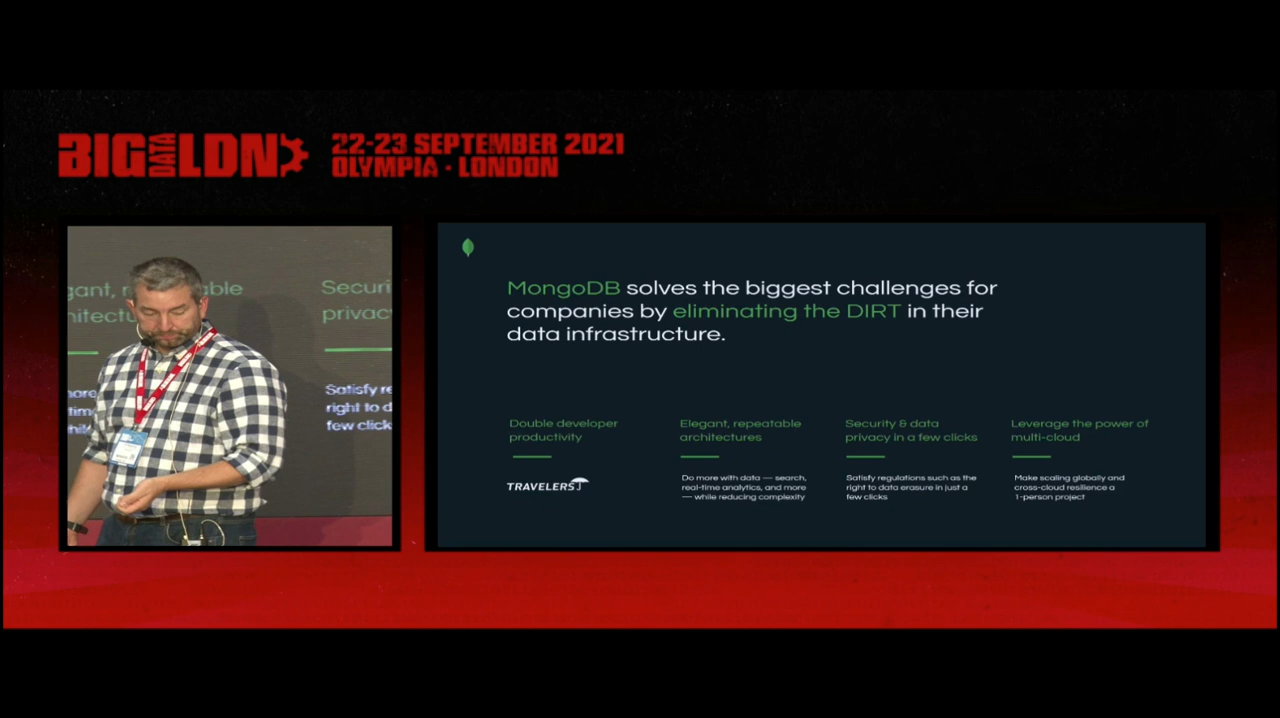 BIG DATA LDN
22-23 SEPTEMBER 2021
OLYMPIA · LONDON
MongoDB solves the biggest challenges for
companies by eliminating the DIRT in their
data infrastructure.
Double developer
productivity
TRAVELERS
Elegant, repeatable
architectures
Do more with data — search,
real-time analytics, and more
— while reducing complexity
Security & data
privacy in a few clicks
Satisfy regulations such as the
right to data erasure in just a
few clicks
Leverage the power of
multi-cloud
Make scaling globally and
cross-cloud resilience a
1-person project